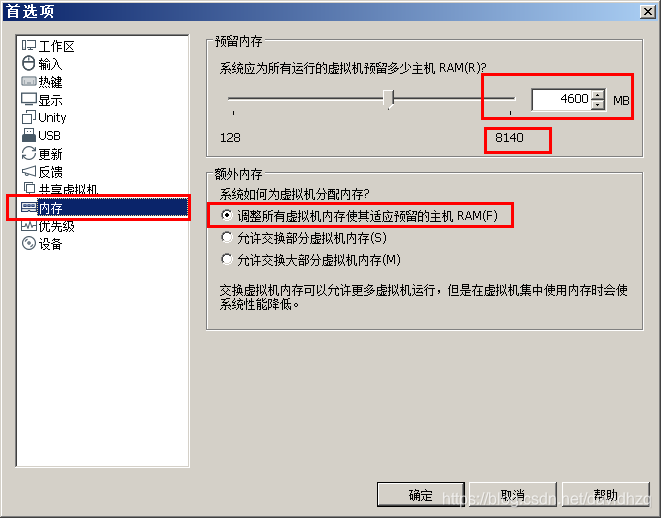 首选项
工作区
输入
热键
显示
Unity
USB
更新
反馈
共享虚拟机
内存
优先级
设备
预留内存
系统应为所有运行的虚拟机预留多少主机 RAM(R)?
4600 MB
128 8140
额外内存
系统如何为虚拟机分配内存?
调整所有虚拟机内存使其适应预留的主机 RAM(F)
允许交换部分虚拟机内存(S)
允许交换大部分虚拟机内存(M)
交换虚拟机内存可以允许更多虚拟机运行，但是在虚拟机集中使用内存时会使
系统性能降低。
确定 取消 帮助
https://blog.csdn.net/davidhzq